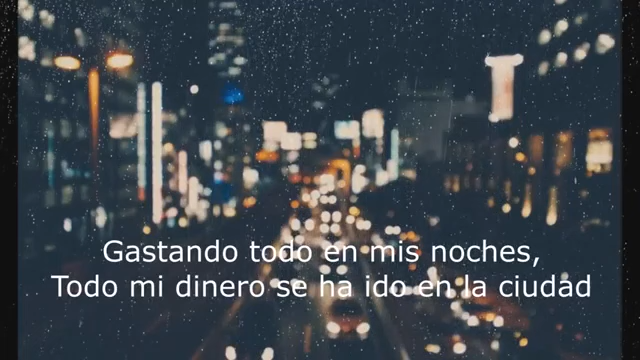 Gastando todo en mis noches,
Todo mi dinero se ha ido en la ciudad